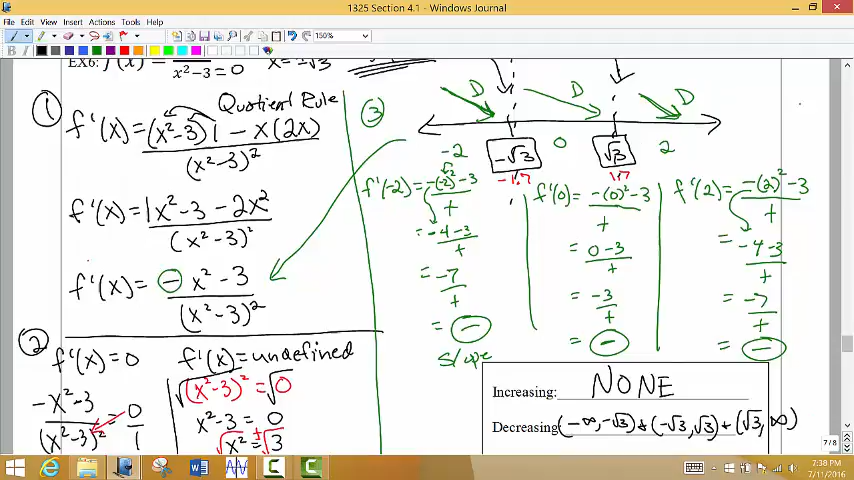 1325 Section 4.1 - Windows Journal
File Edit View Insert Actions Tools Help
150%
B I
EX6: f(x) =
x²-3=0 x=±√3
① Quotient Rule
f'(x)= (x²-3)1 - x(2x)
(x²-3)²
f'(x)= 1x²-3-2x²
(x²-3)²
f'(x)= -x²-3
(x²-3)²
② f'(x)=0 f'(x)=undefined
-x²-3 = 0
(x²-3)² 1
√(x²-3)² = √0
x²-3 = 0
√x² = ±√3
③ D D D
-2 -√3 0 √3 2
-1.7 1.7
f'(-2)= -(-2)²-3
+
= -4-3
+
= -7
+
= -
slope
f'(0)= -(0)²-3
+
= 0-3
+
= -3
+
= -
f'(2)= -(2)²-3
+
= -4-3
+
= -7
+
= -
Increasing: NONE
Decreasing (-∞,-√3) + (-√3,√3) + (√3,∞)
7/8
7:38 PM
7/11/2016